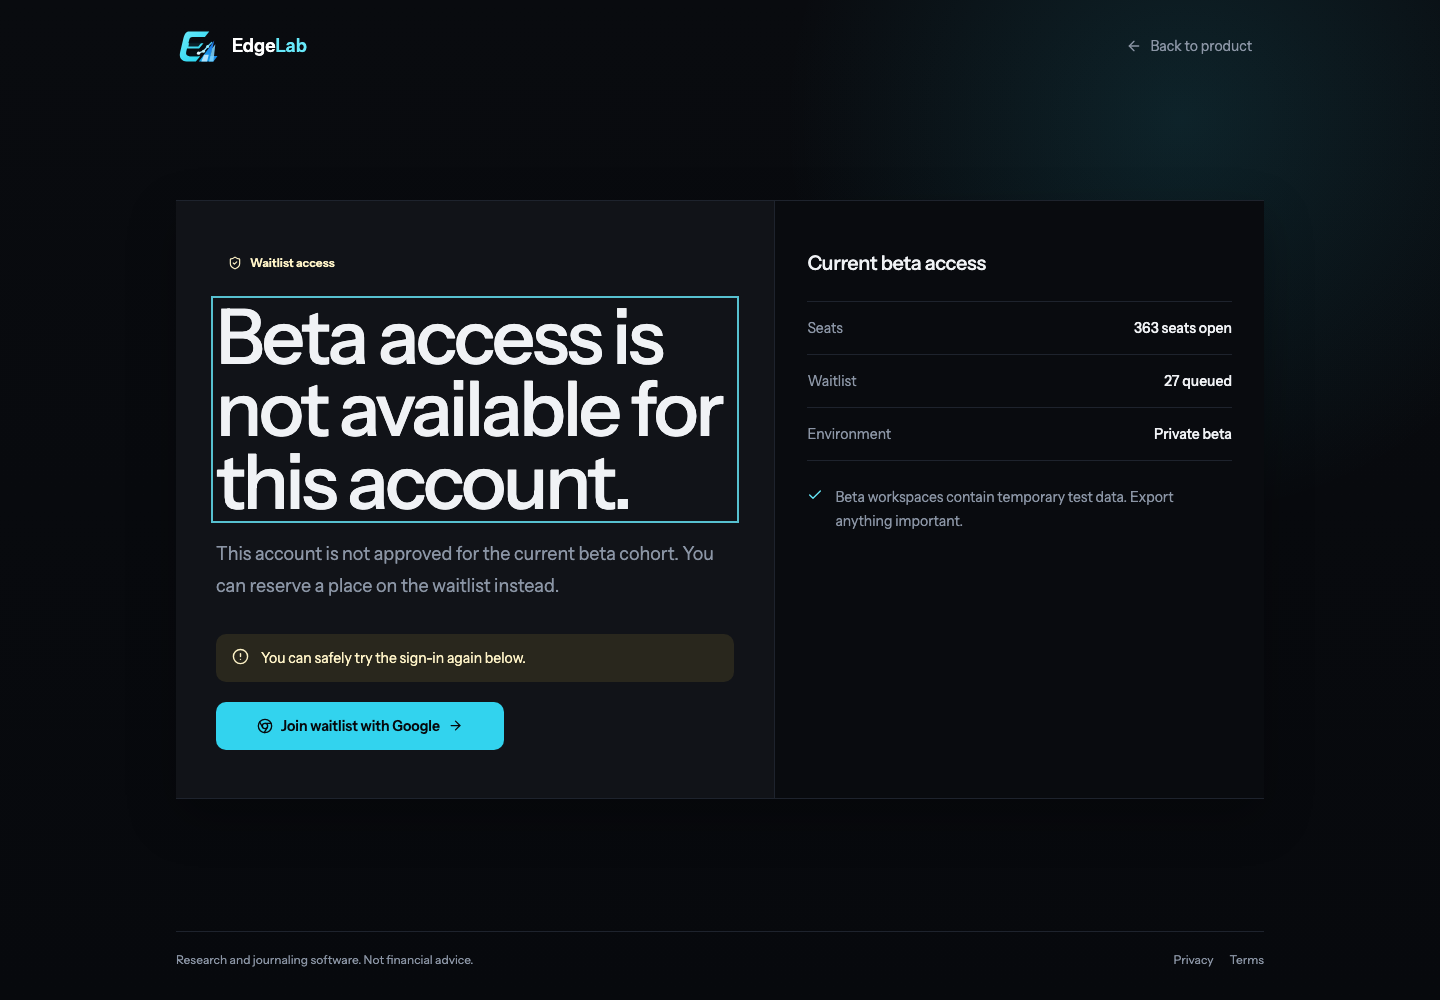 EdgeLab
Back to product
Waitlist access
Beta access is
not available for
this account.
This account is not approved for the current beta cohort. You
can reserve a place on the waitlist instead.
You can safely try the sign-in again below.
Join waitlist with Google
Current beta access
Seats 363 seats open
Waitlist 27 queued
Environment Private beta
Beta workspaces contain temporary test data. Export
anything important.
Research and journaling software. Not financial advice.
Privacy Terms